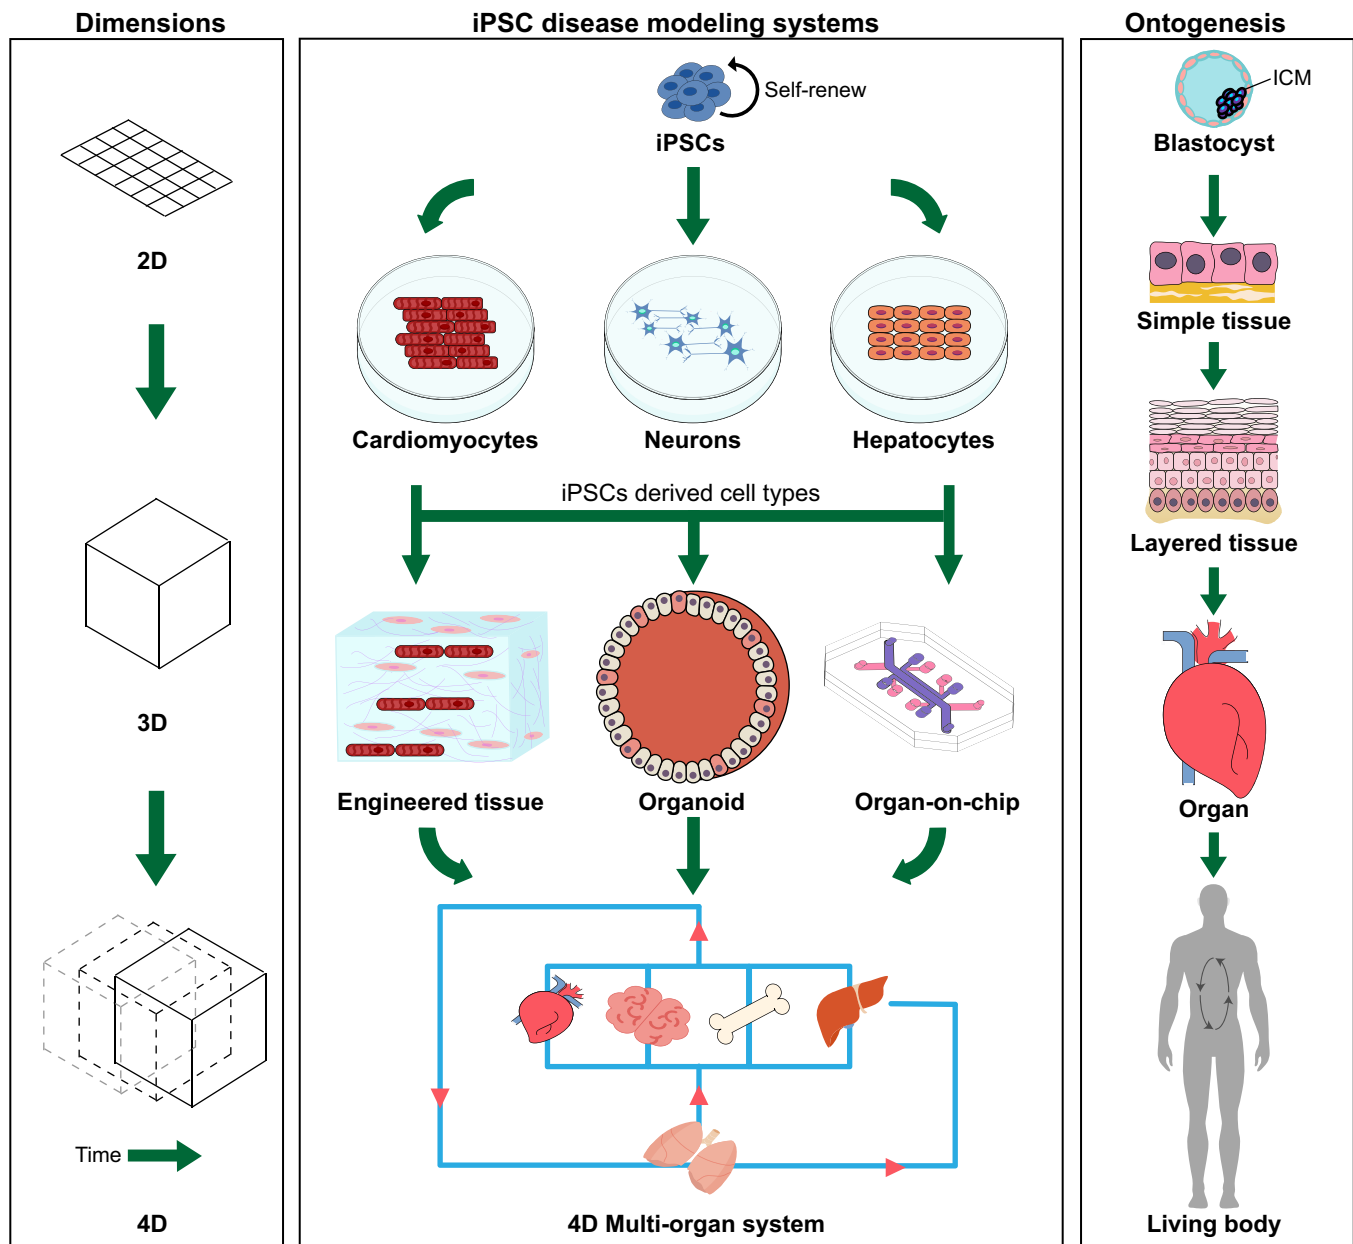 Dimensions
iPSC disease modeling systems
Ontogenesis
2D
3D
Time
4D
Self-renew
iPSCs
Cardiomyocytes
Neurons
Hepatocytes
iPSCs derived cell types
Engineered tissue
Organoid
Organ-on-chip
4D Multi-organ system
ICM
Blastocyst
Simple tissue
Layered tissue
Organ
Living body